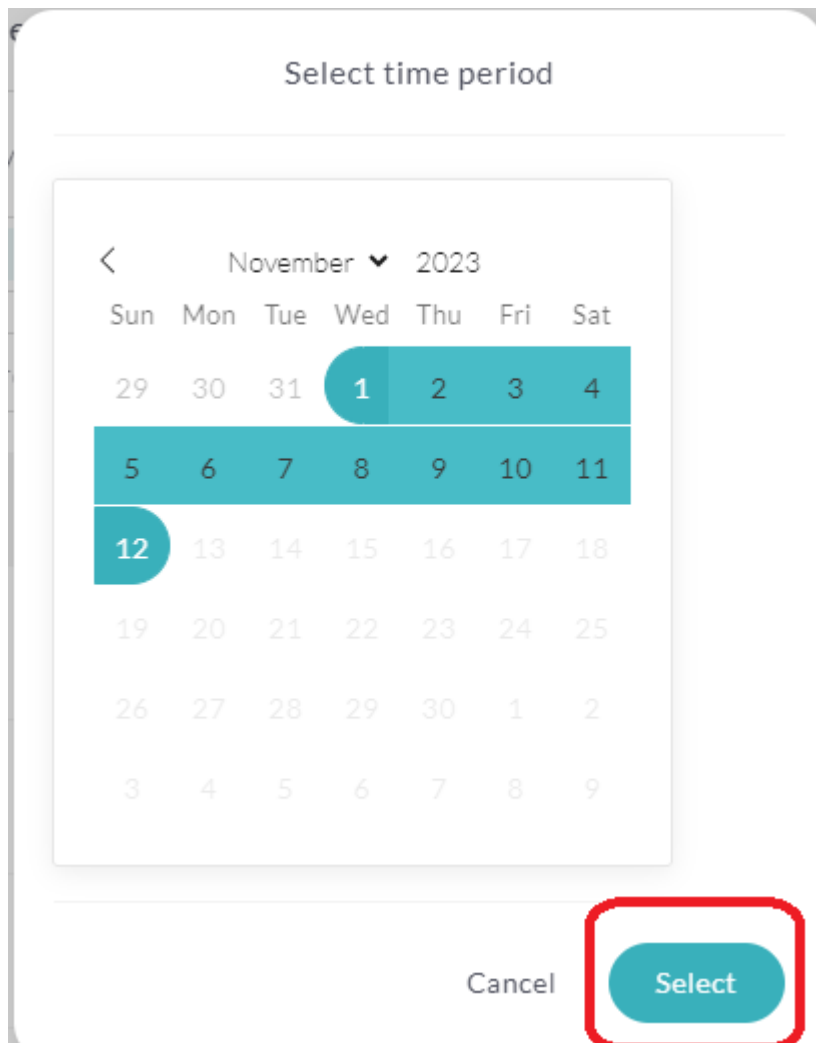 Select time period
November 2023
Sun Mon Tue Wed Thu Fri Sat
29 30 31 1 2 3 4
5 6 7 8 9 10 11
12 13 14 15 16 17 18
19 20 21 22 23 24 25
26 27 28 29 30 1 2
3 4 5 6 7 8 9
Cancel Select